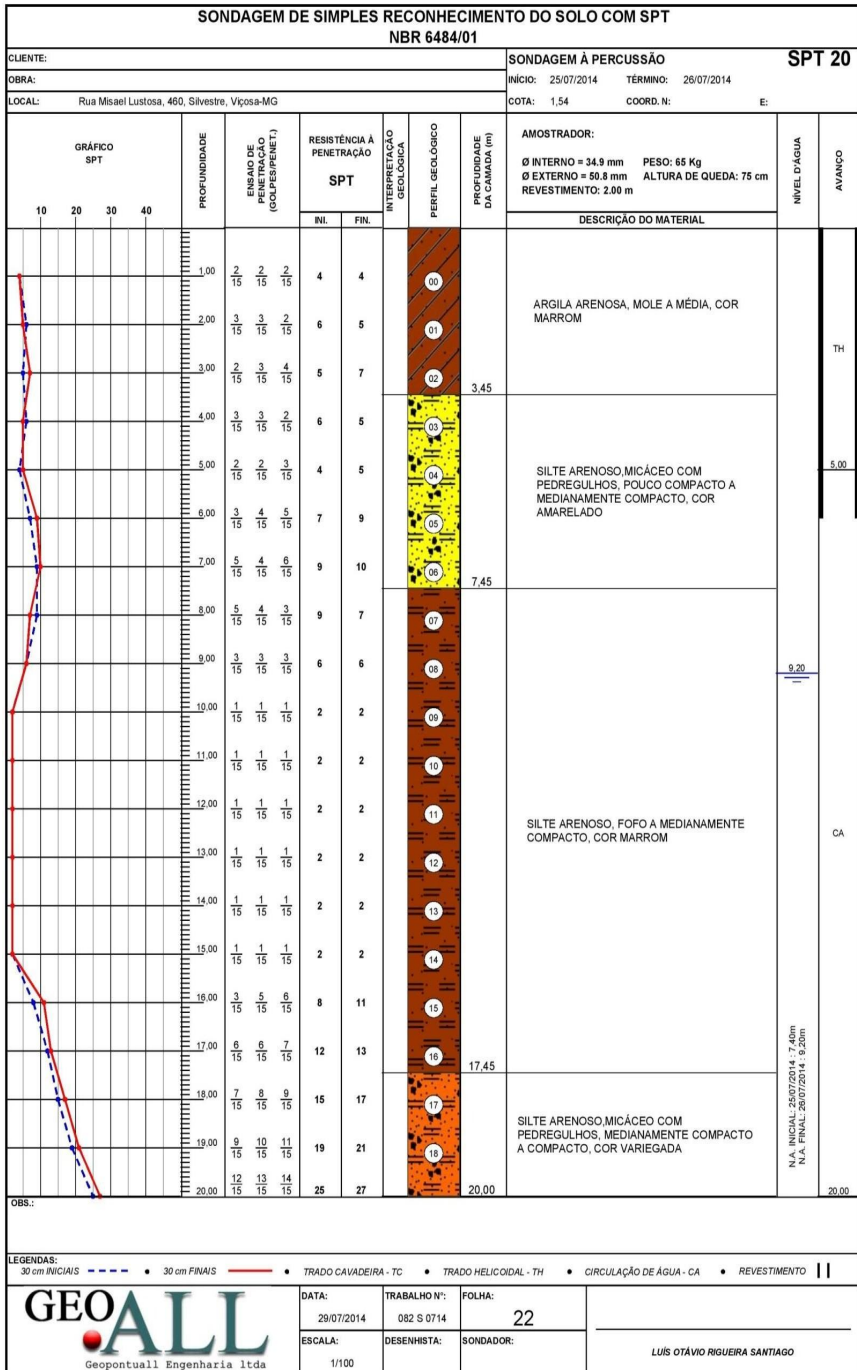 SONDAGEM DE SIMPLES RECONHECIMENTO DO SOLO COM SPT
NBR 6484/01
CLIENTE:
OBRA:
LOCAL: Rua Misael Lustosa, 460, Silvestre, Viçosa-MG
SONDAGEM À PERCUSSÃO SPT 20
INÍCIO: 25/07/2014 TÉRMINO: 26/07/2014
COTA: 1,54 COORD. N: E:
GRÁFICO
SPT
10 20 30 40
PROFUNDIDADE
ENSAIO DE
PENETRAÇÃO
(GOLPES/PENET.)
RESISTÊNCIA À
PENETRAÇÃO
SPT
INI. FIN.
INTERPRETAÇÃO
GEOLÓGICA
PERFIL GEOLÓGICO
PROFUDIDADE
DA CAMADA (m)
AMOSTRADOR:
Ø INTERNO = 34.9 mm PESO: 65 Kg
Ø EXTERNO = 50.8 mm ALTURA DE QUEDA: 75 cm
REVESTIMENTO: 2.00 m
DESCRIÇÃO DO MATERIAL
NÍVEL D'ÁGUA
AVANÇO
1,00 2/15 2/15 2/15 4 4 00
2,00 3/15 3/15 2/15 6 5 01
3,00 2/15 3/15 4/15 5 7 02
3,45
ARGILA ARENOSA, MOLE A MÉDIA, COR
MARROM
TH
4,00 3/15 3/15 2/15 6 5 03
5,00 2/15 2/15 3/15 4 5 04
5,00
6,00 3/15 4/15 5/15 7 9 05
7,00 5/15 4/15 6/15 9 10 06
7,45
SILTE ARENOSO,MICÁCEO COM
PEDREGULHOS, POUCO COMPACTO A
MEDIANAMENTE COMPACTO, COR
AMARELADO
8,00 5/15 4/15 3/15 9 7 07
9,00 3/15 3/15 3/15 6 6 08
9,20
10,00 1/15 1/15 1/15 2 2 09
11,00 1/15 1/15 1/15 2 2 10
12,00 1/15 1/15 1/15 2 2 11
13,00 1/15 1/15 1/15 2 2 12
14,00 1/15 1/15 1/15 2 2 13
15,00 1/15 1/15 1/15 2 2 14
16,00 3/15 5/15 6/15 8 11 15
17,00 6/15 6/15 7/15 12 13 16
17,45
SILTE ARENOSO, FOFO A MEDIANAMENTE
COMPACTO, COR MARROM
CA
18,00 7/15 8/15 9/15 15 17 17
19,00 9/15 10/15 11/15 19 21 18
20,00 12/15 13/15 14/15 25 27
20,00
SILTE ARENOSO,MICÁCEO COM
PEDREGULHOS, MEDIANAMENTE COMPACTO
A COMPACTO, COR VARIEGADA
N.A. INICIAL: 25/07/2014 : 7,40m
N.A. FINAL: 26/07/2014 : 9,20m
20,00
OBS.:
LEGENDAS:
30 cm INICIAIS • 30 cm FINAIS • TRADO CAVADEIRA - TC • TRADO HELICOIDAL - TH • CIRCULAÇÃO DE ÁGUA - CA • REVESTIMENTO
GEO ALL
Geopontuall Engenharia ltda
DATA: TRABALHO Nº: FOLHA:
29/07/2014 082 S 0714 22
ESCALA: DESENHISTA: SONDADOR:
1/100
LUÍS OTÁVIO RIGUEIRA SANTIAGO